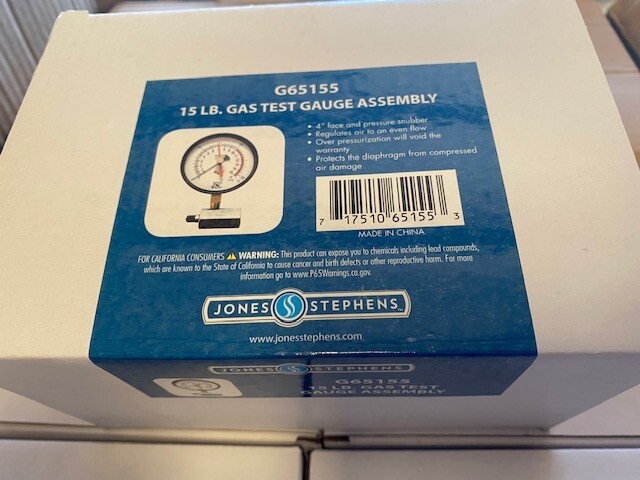 G65155
15 LB. GAS TEST GAUGE ASSEMBLY
• 4" face and pressure snubber
• Regulates air to an even flow
• Over pressurization will void the
warranty
• Protects the diaphragm from compressed
air damage
7 17510 65155 3
MADE IN CHINA
FOR CALIFORNIA CONSUMERS ⚠ WARNING: This product can expose you to chemicals including lead compounds,
which are known to the State of California to cause cancer and birth defects or other reproductive harm. For more
information go to www.P65Warnings.ca.gov.
JONES STEPHENS
www.jonesstephens.com
JONES STEPHENS
G65155
15 LB. GAS TEST
GAUGE ASSEMBLY